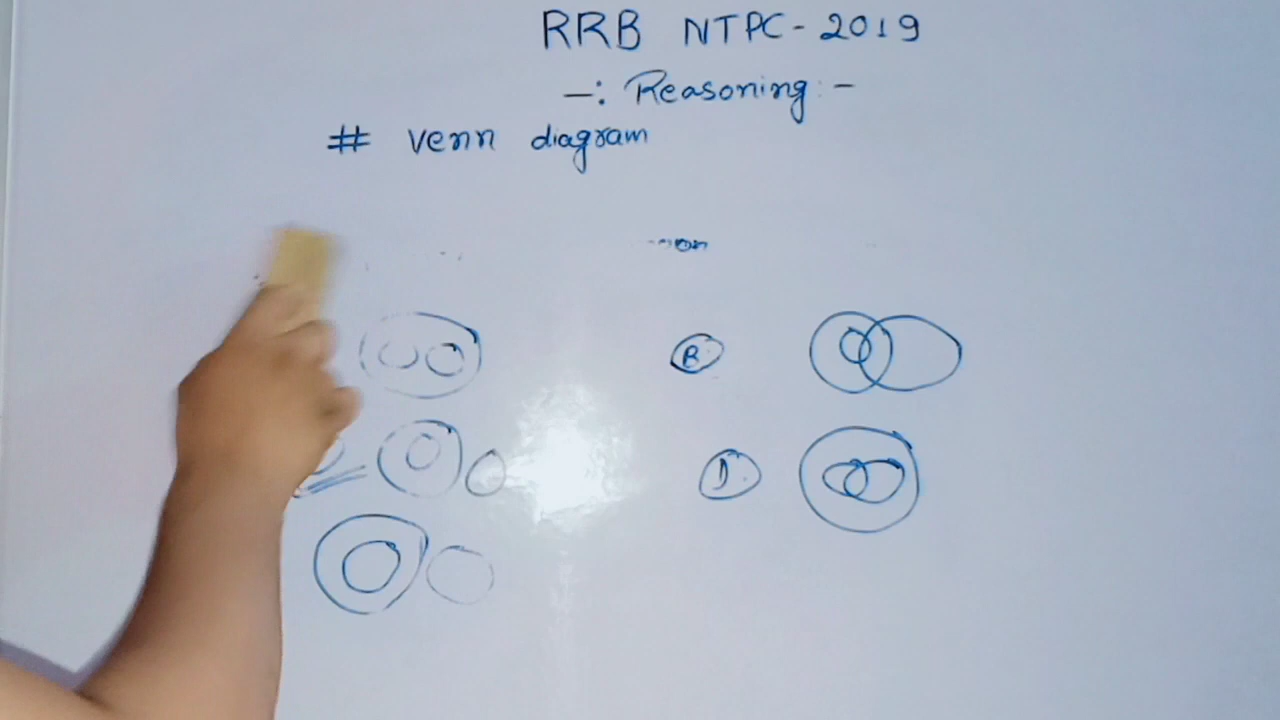 RRB NTPC - 2019
-: Reasoning :-
# venn diagram
B
D